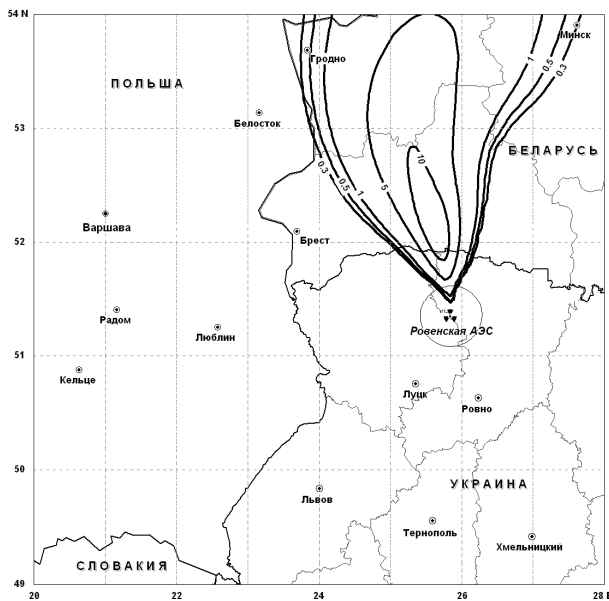 54 N
Минск
Гродно
1
0.5
0.3
ПОЛЬША
53
Белосток
БЕЛАРУСЬ
10
0.3
0.5
1
5
Варшава
Брест
52
Радом
Люблин
Ровенская АЭС
51
Кельце
Луцк
Ровно
50
Львов
УКРАИНА
Тернополь
Хмельницкий
СЛОВАКИЯ
49
20
22
24
26
28